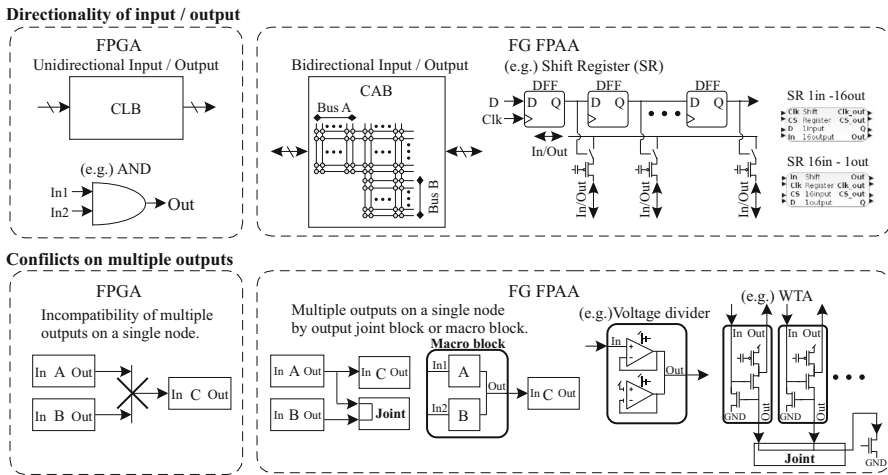 Directionality of input / output
FPGA
Unidirectional Input / Output
CLB
(e.g.) AND
In1
In2
Out
FG FPAA
Bidirectional Input / Output
CAB
Bus A
Bus B
(e.g.) Shift Register (SR)
DFF
DFF
DFF
D
D Q
D Q
D Q
Clk
In/Out
In/Out
In/Out
In/Out
SR 1in -16out
Clk Shift Clk_out
CS Register CS_out
D 1input Q
In 16output Out
SR 16in - 1out
In Shift Out
Clk Register Clk_out
CS 16input CS_out
D 1output Q
Confilicts on multiple outputs
FPGA
Incompatibility of multiple
outputs on a single node.
In A Out
In B Out
In C Out
FG FPAA
Multiple outputs on a single node
by output joint block or macro block.
In A Out
In C Out
In B Out
Joint
Macro block
In1
A
In2
B
Out
In C Out
(e.g.)Voltage divider
In
Out
(e.g.) WTA
In Out
In Out
GND
Out
GND
Out
Joint
GND